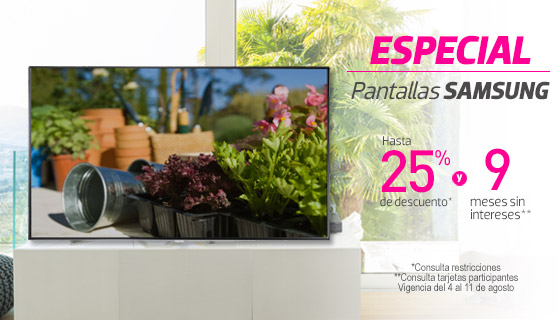 ESPECIAL
Pantallas SAMSUNG
Hasta
25% y 9
de descuento* meses sin
intereses**
*Consulta restricciones
**Consulta tarjetas participantes
Vigencia del 4 al 11 de agosto